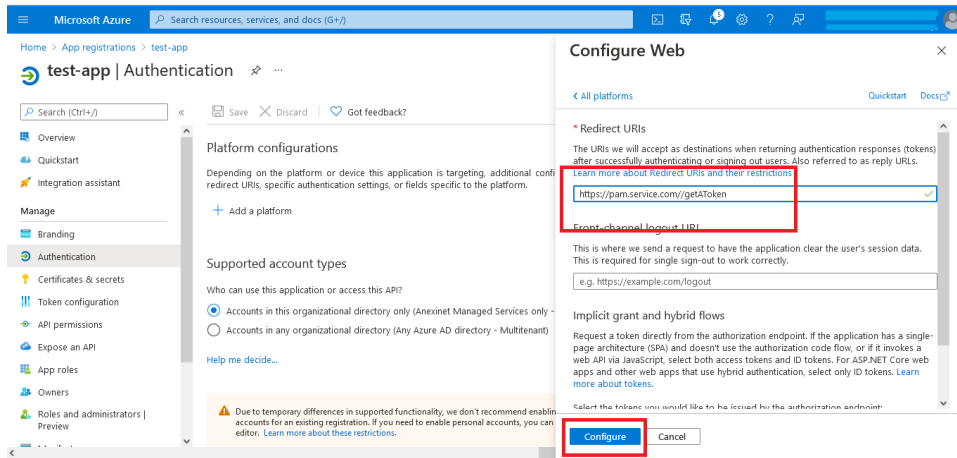 Microsoft Azure
Search resources, services, and docs (G+/)
5
Home > App registrations > test-app
test-app | Authentication
Search (Ctrl+/)
Overview
Quickstart
Integration assistant
Manage
Branding
Authentication
Certificates & secrets
Token configuration
API permissions
Expose an API
App roles
Owners
Roles and administrators |
Preview
Save
Discard
Got feedback?
Platform configurations
Depending on the platform or device this application is targeting, additional confi
redirect URIs, specific authentication settings, or fields specific to the platform.
Add a platform
Supported account types
Who can use this application or access this API?
Accounts in this organizational directory only (Anexinet Managed Services only -
Accounts in any organizational directory (Any Azure AD directory - Multitenant)
Help me decide...
Due to temporary differences in supported functionality, we don't recommend enablin
accounts for an existing registration. If you need to enable personal accounts, you can
editor. Learn more about these restrictions.
Configure Web
All platforms
Quickstart
Docs
* Redirect URIs
The URIs we will accept as destinations when returning authentication responses (tokens)
after successfully authenticating or signing out users. Also referred to as reply URLs.
Learn more about Redirect URIs and their restrictions
https://pam.service.com//getAToken
Front-channel logout URL
This is where we send a request to have the application clear the user's session data.
This is required for single sign-out to work correctly.
e.g. https://example.com/logout
Implicit grant and hybrid flows
Request a token directly from the authorization endpoint. If the application has a single-
page architecture (SPA) and doesn't use the authorization code flow, or if it invokes a
web API via JavaScript, select both access tokens and ID tokens. For ASP.NET Core web
apps and other web apps that use hybrid authentication, select only ID tokens. Learn
more about tokens.
Select the tokens you would like to be issued by the authorization endpoint:
Configure
Cancel